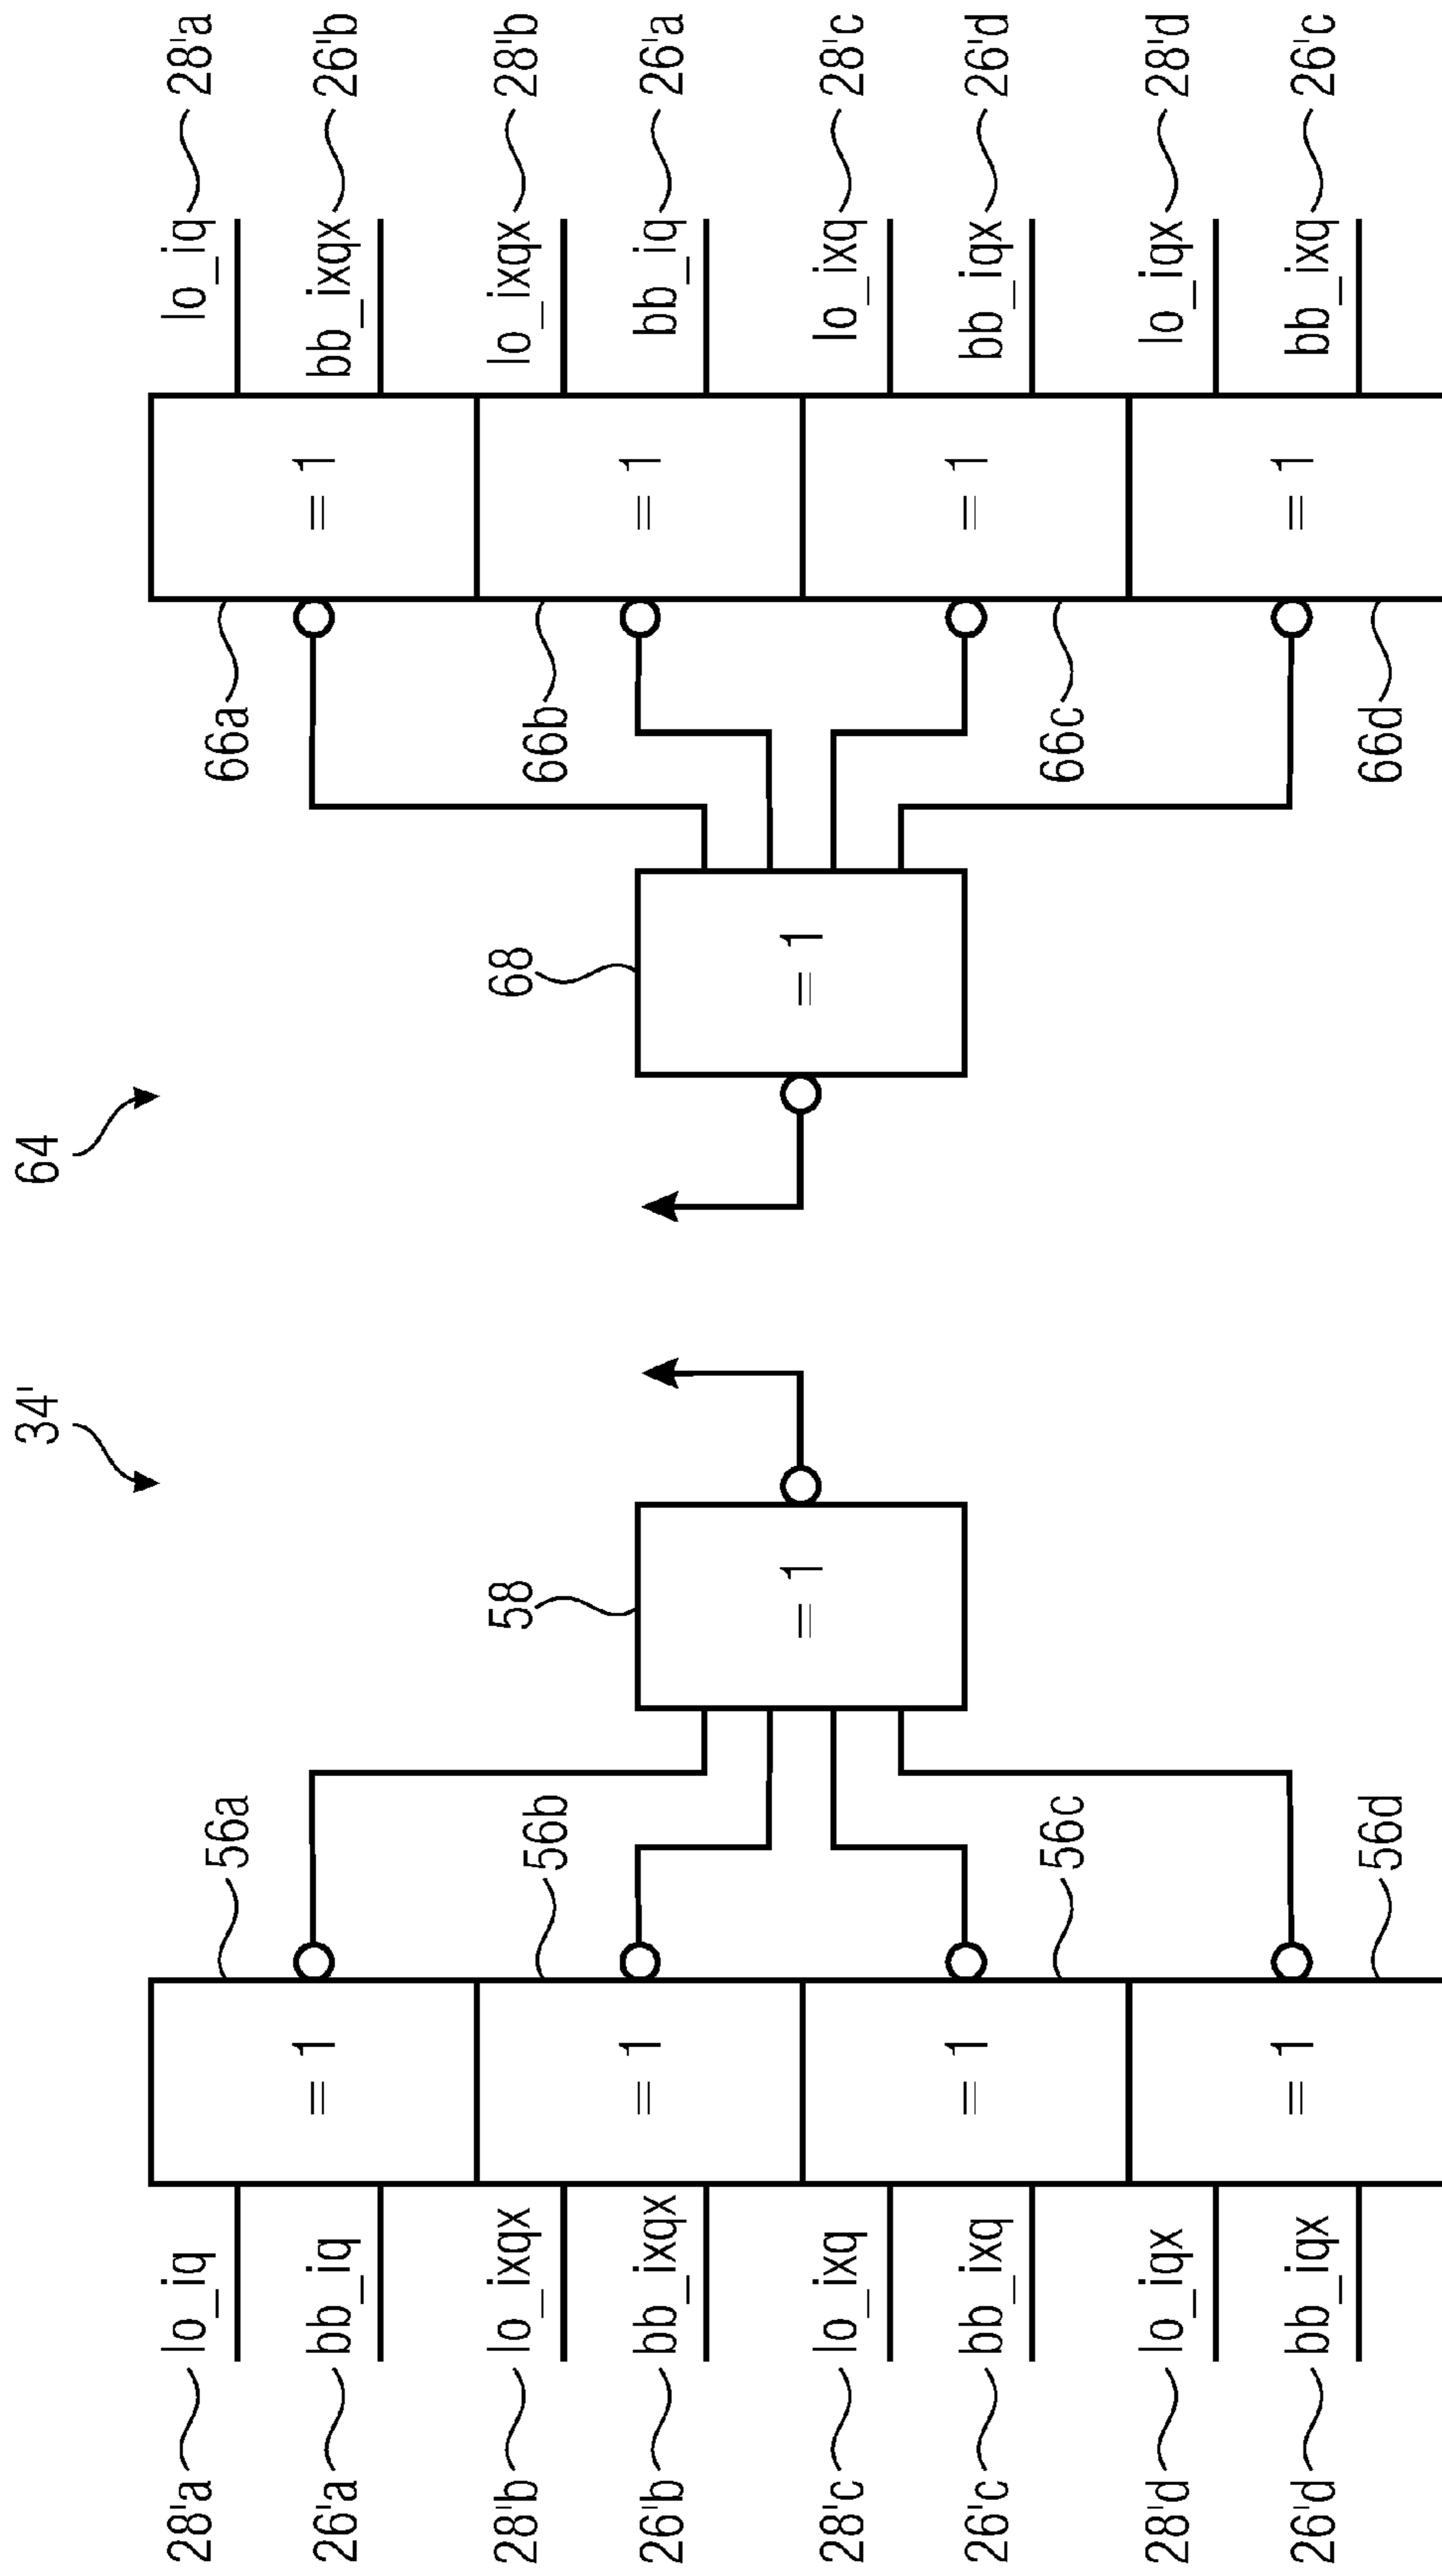 34'
64
28'a
lo_iq
26'a
bb_iq
28'b
lo_ixqx
26'b
bb_ixqx
28'c
lo_ixq
26'c
bb_ixq
28'd
lo_iqx
26'd
bb_iqx
= 1
= 1
= 1
= 1
56a
56b
56c
56d
58
= 1
68
= 1
66a
66b
66c
66d
= 1
= 1
= 1
= 1
lo_iq
28'a
bb_ixqx
26'b
lo_ixqx
28'b
bb_iq
26'a
lo_ixq
28'c
bb_iqx
26'd
lo_iqx
28'd
bb_ixq
26'c